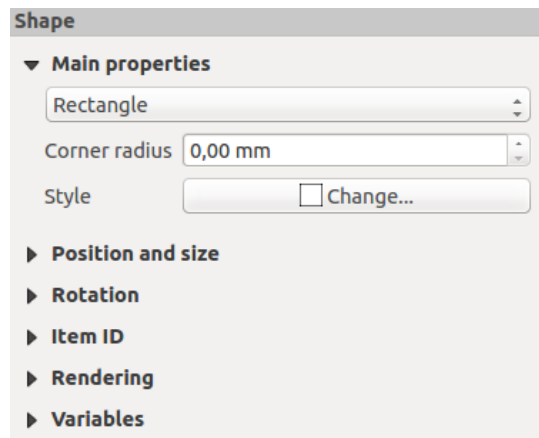 Shape
Main properties
Rectangle
Corner radius 0,00 mm
Style Change...
Position and size
Rotation
Item ID
Rendering
Variables